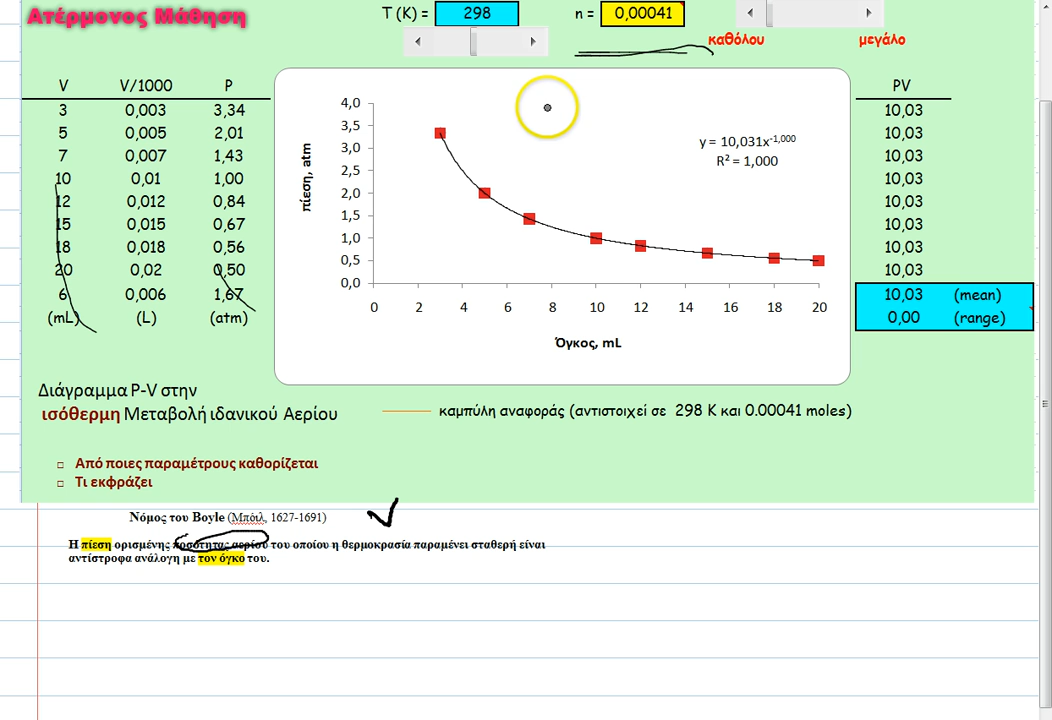 Ατέρμονος Μάθηση
T (K) = 298 n = 0,00041
καθόλου μεγάλο
V V/1000 P
3 0,003 3,34
5 0,005 2,01
7 0,007 1,43
10 0,01 1,00
12 0,012 0,84
15 0,015 0,67
18 0,018 0,56
20 0,02 0,50
6 0,006 1,67
(mL) (L) (atm)
πίεση, atm
4,0
3,5
3,0
2,5
2,0
1,5
1,0
0,5
0,0
0 2 4 6 8 10 12 14 16 18 20
Όγκος, mL
y = 10,031x-1,000
R² = 1,000
PV
10,03
10,03
10,03
10,03
10,03
10,03
10,03
10,03
10,03 (mean)
0,00 (range)
Διάγραμμα P-V στην
ισόθερμη Μεταβολή ιδανικού Αερίου
καμπύλη αναφοράς (αντιστοιχεί σε 298 K και 0.00041 moles)
Από ποιες παραμέτρους καθορίζεται
Τι εκφράζει
Νόμος του Boyle (Μπόιλ, 1627-1691)
Η πίεση ορισμένης ποσότητας αερίου του οποίου η θερμοκρασία παραμένει σταθερή είναι
αντίστροφα ανάλογη με τον όγκο του.